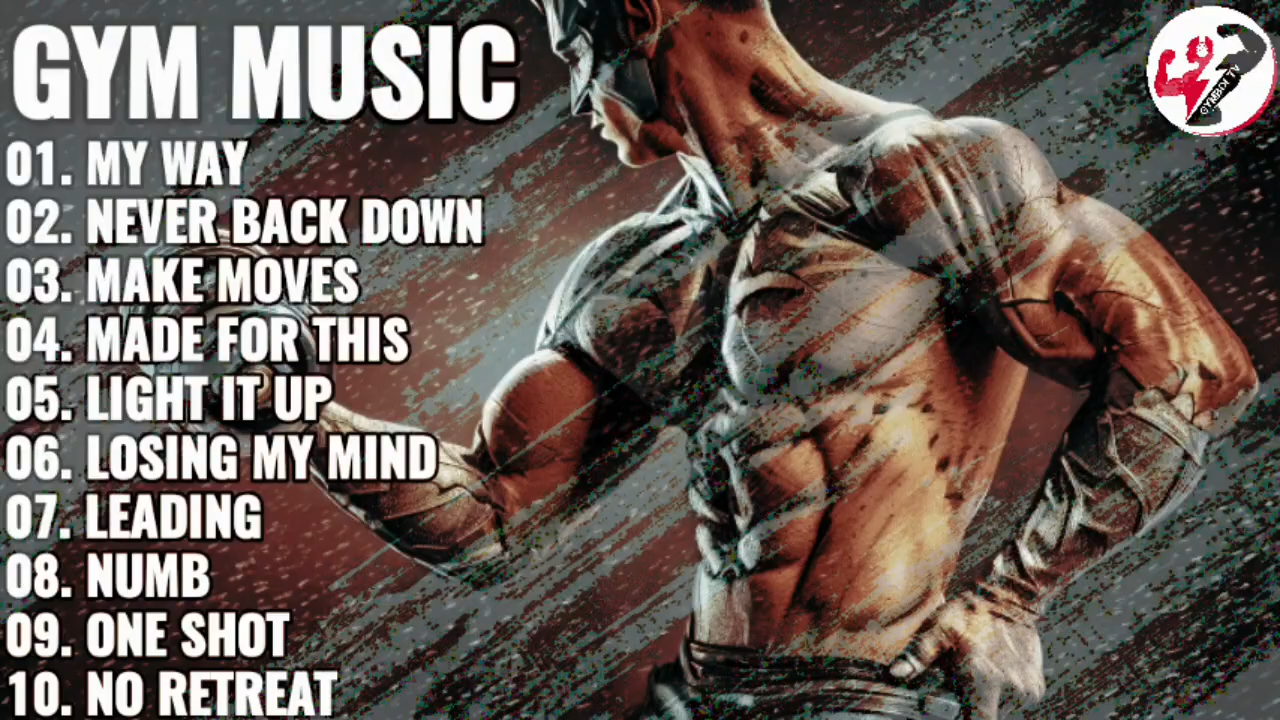 GYM MUSIC
01. MY WAY
02. NEVER BACK DOWN
03. MAKE MOVES
04. MADE FOR THIS
05. LIGHT IT UP
06. LOSING MY MIND
07. LEADING
08. NUMB
09. ONE SHOT
10. NO RETREAT